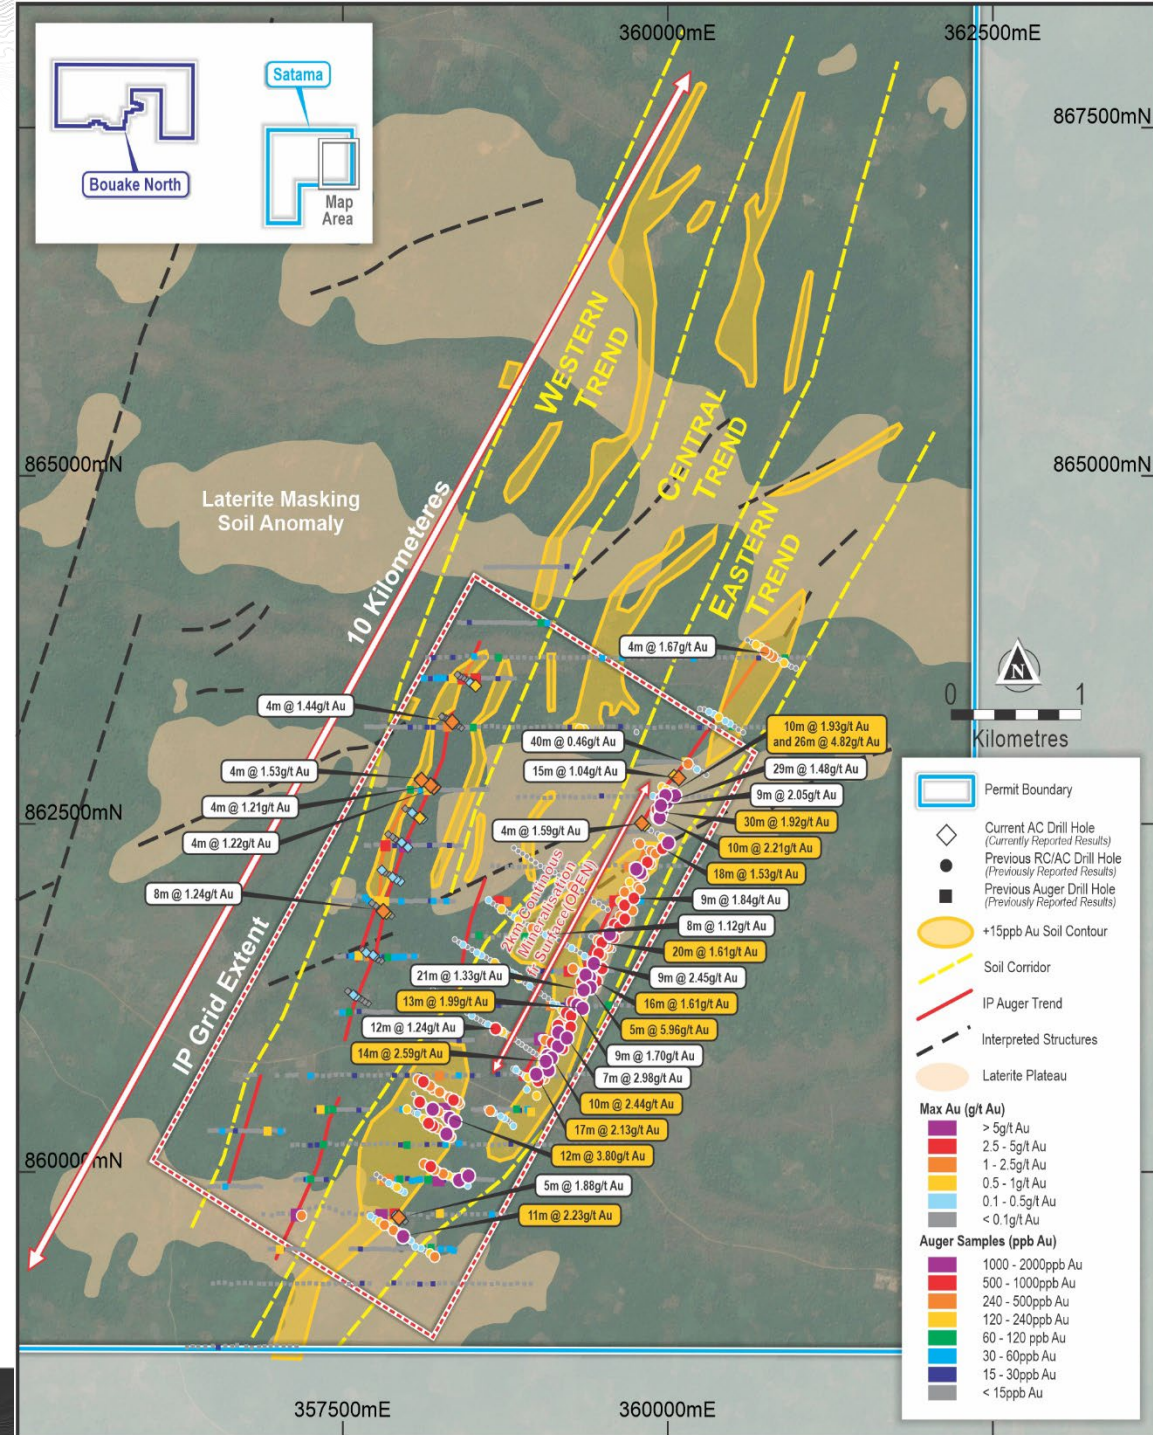 360000mE
362500mE
867500mN
Satama
Bouake North
Map
Area
WESTERN
TREND
CENTRAL
TREND
EASTERN
TREND
865000mN
865000mN
Laterite Masking
Soil Anomaly
10 Kilometeres
IP Grid Extent
4m @ 1.67g/t Au
4m @ 1.44g/t Au
10m @ 1.93g/t Au
and 26m @ 4.82g/t Au
40m @ 0.46g/t Au
15m @ 1.04g/t Au
29m @ 1.48g/t Au
4m @ 1.53g/t Au
9m @ 2.05g/t Au
4m @ 1.21g/t Au
862500mN
30m @ 1.92g/t Au
4m @ 1.59g/t Au
4m @ 1.22g/t Au
10m @ 2.21g/t Au
18m @ 1.53g/t Au
8m @ 1.24g/t Au
9m @ 1.84g/t Au
8m @ 1.12g/t Au
2km Continous
Mineralisation
fr Surface(OPEN)
20m @ 1.61g/t Au
21m @ 1.33g/t Au
9m @ 2.45g/t Au
13m @ 1.99g/t Au
16m @ 1.61g/t Au
12m @ 1.24g/t Au
5m @ 5.96g/t Au
14m @ 2.59g/t Au
9m @ 1.70g/t Au
7m @ 2.98g/t Au
10m @ 2.44g/t Au
17m @ 2.13g/t Au
12m @ 3.80g/t Au
860000mN
5m @ 1.88g/t Au
11m @ 2.23g/t Au
357500mE
360000mE
N
0 1
Kilometres
Permit Boundary
Current AC Drill Hole
(Currently Reported Results)
Previous RC/AC Drill Hole
(Previously Reported Results)
Previous Auger Drill Hole
(Previously Reported Results)
+15ppb Au Soil Contour
Soil Corridor
IP Auger Trend
Interpreted Structures
Laterite Plateau
Max Au (g/t Au)
> 5g/t Au
2.5 - 5g/t Au
1 - 2.5g/t Au
0.5 - 1g/t Au
0.1 - 0.5g/t Au
< 0.1g/t Au
Auger Samples (ppb Au)
1000 - 2000ppb Au
500 - 1000ppb Au
240 - 500ppb Au
120 - 240ppb Au
60 - 120 ppb Au
30 - 60ppb Au
15 - 30ppb Au
< 15ppb Au